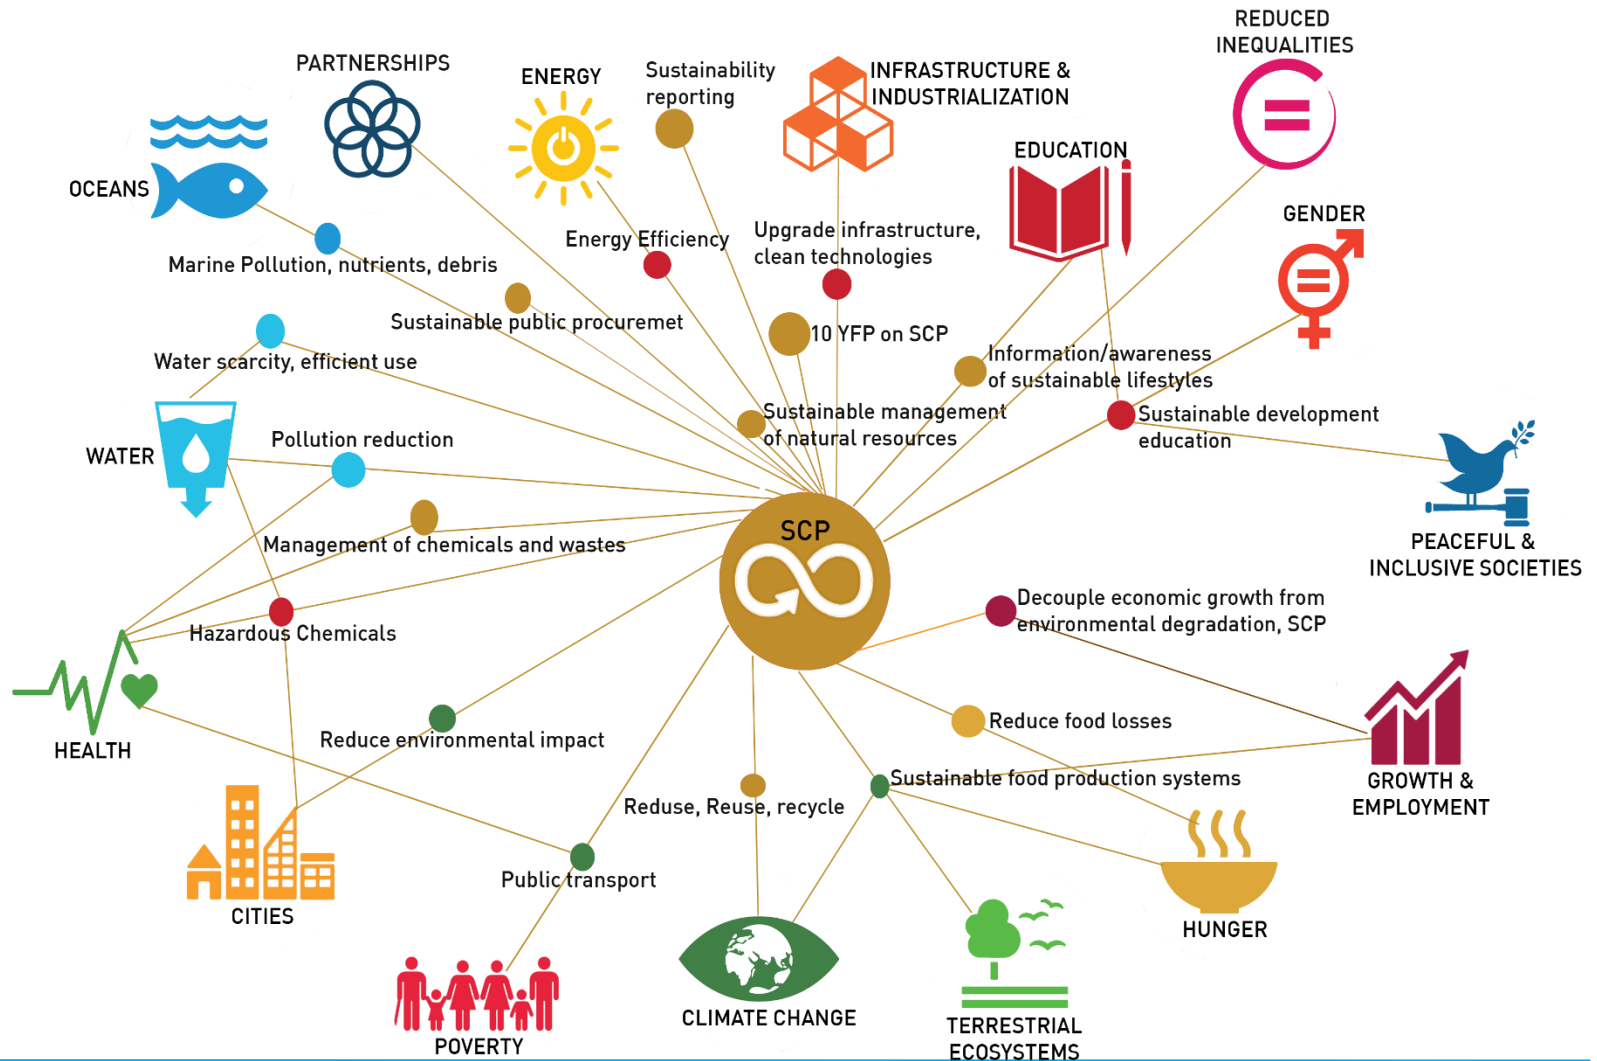 REDUCED
INEQUALITIES
PARTNERSHIPS
ENERGY
Sustainability
reporting
INFRASTRUCTURE &
INDUSTRIALIZATION
EDUCATION
OCEANS
GENDER
Energy Efficiency
Upgrade infrastructure,
clean technologies
Marine Pollution, nutrients, debris
Sustainable public procuremet
10 YFP on SCP
Water scarcity, efficient use
Information/awareness
of sustainable lifestyles
Sustainable management
of natural resources
Sustainable development
education
Pollution reduction
WATER
SCP
Management of chemicals and wastes
PEACEFUL &
INCLUSIVE SOCIETIES
Decouple economic growth from
environmental degradation, SCP
Hazardous Chemicals
HEALTH
Reduce environmental impact
Reduce food losses
Sustainable food production systems
Reduse, Reuse, recycle
GROWTH &
EMPLOYMENT
Public transport
CITIES
HUNGER
CLIMATE CHANGE
TERRESTRIAL
ECOSYSTEMS
POVERTY